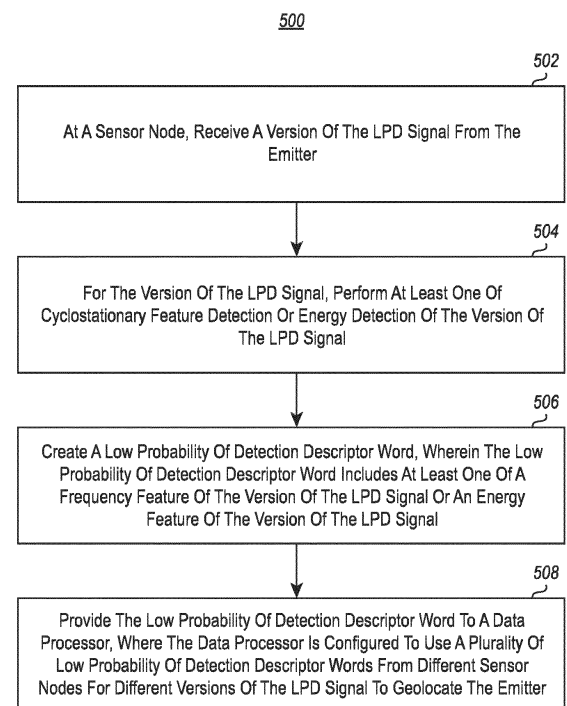 500
502
At A Sensor Node, Receive A Version Of The LPD Signal From The
Emitter
504
For The Version Of The LPD Signal, Perform At Least One Of
Cyclostationary Feature Detection Or Energy Detection Of The Version Of
The LPD Signal
506
Create A Low Probability Of Detection Descriptor Word, Wherein The Low
Probability Of Detection Descriptor Word Includes At Least One Of A
Frequency Feature Of The Version Of The LPD Signal Or An Energy
Feature Of The Version Of The LPD Signal
508
Provide The Low Probability Of Detection Descriptor Word To A Data
Processor, Where The Data Processor Is Configured To Use A Plurality Of
Low Probability Of Detection Descriptor Words From Different Sensor
Nodes For Different Versions Of The LPD Signal To Geolocate The Emitter